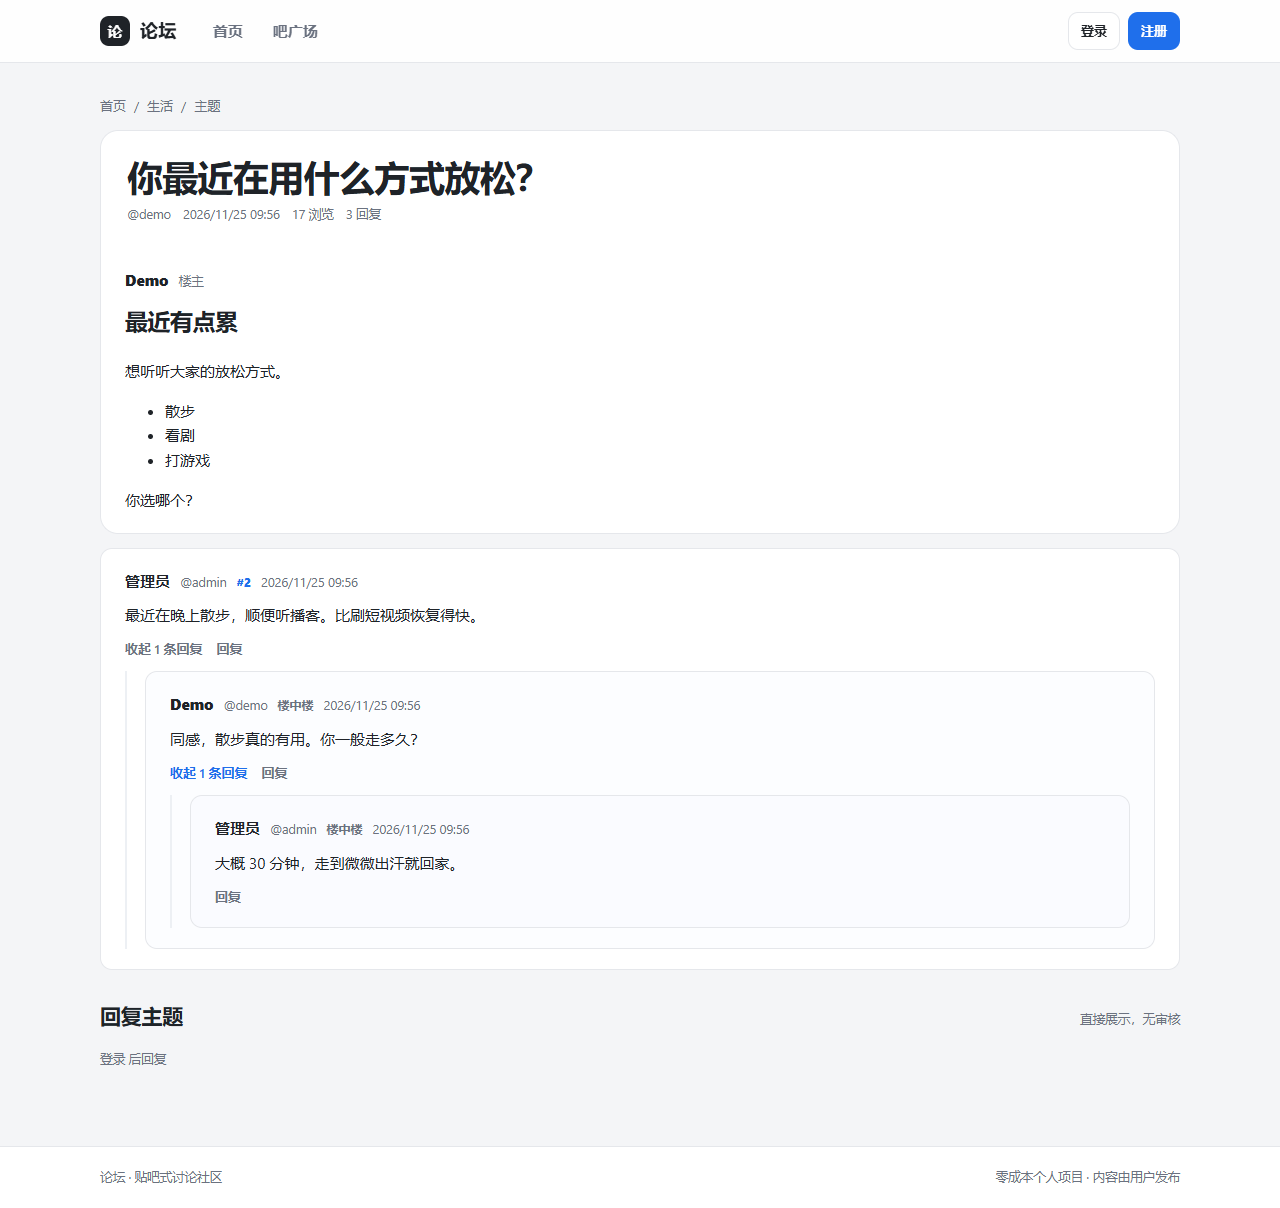 论 论坛 首页 吧广场 登录 注册
首页 / 生活 / 主题
你最近在用什么方式放松？
@demo 2026/11/25 09:56 17 浏览 3 回复
Demo 楼主
最近有点累
想听听大家的放松方式。
• 散步
• 看剧
• 打游戏
你选哪个？
管理员 @admin #2 2026/11/25 09:56
最近在晚上散步，顺便听播客。比刷短视频恢复得快。
收起 1 条回复 回复
Demo @demo 楼中楼 2026/11/25 09:56
同感，散步真的有用。你一般走多久？
收起 1 条回复 回复
管理员 @admin 楼中楼 2026/11/25 09:56
大概 30 分钟，走到微微出汗就回家。
回复
回复主题 直接展示，无审核
登录 后回复
论坛 · 贴吧式讨论社区 零成本个人项目 · 内容由用户发布